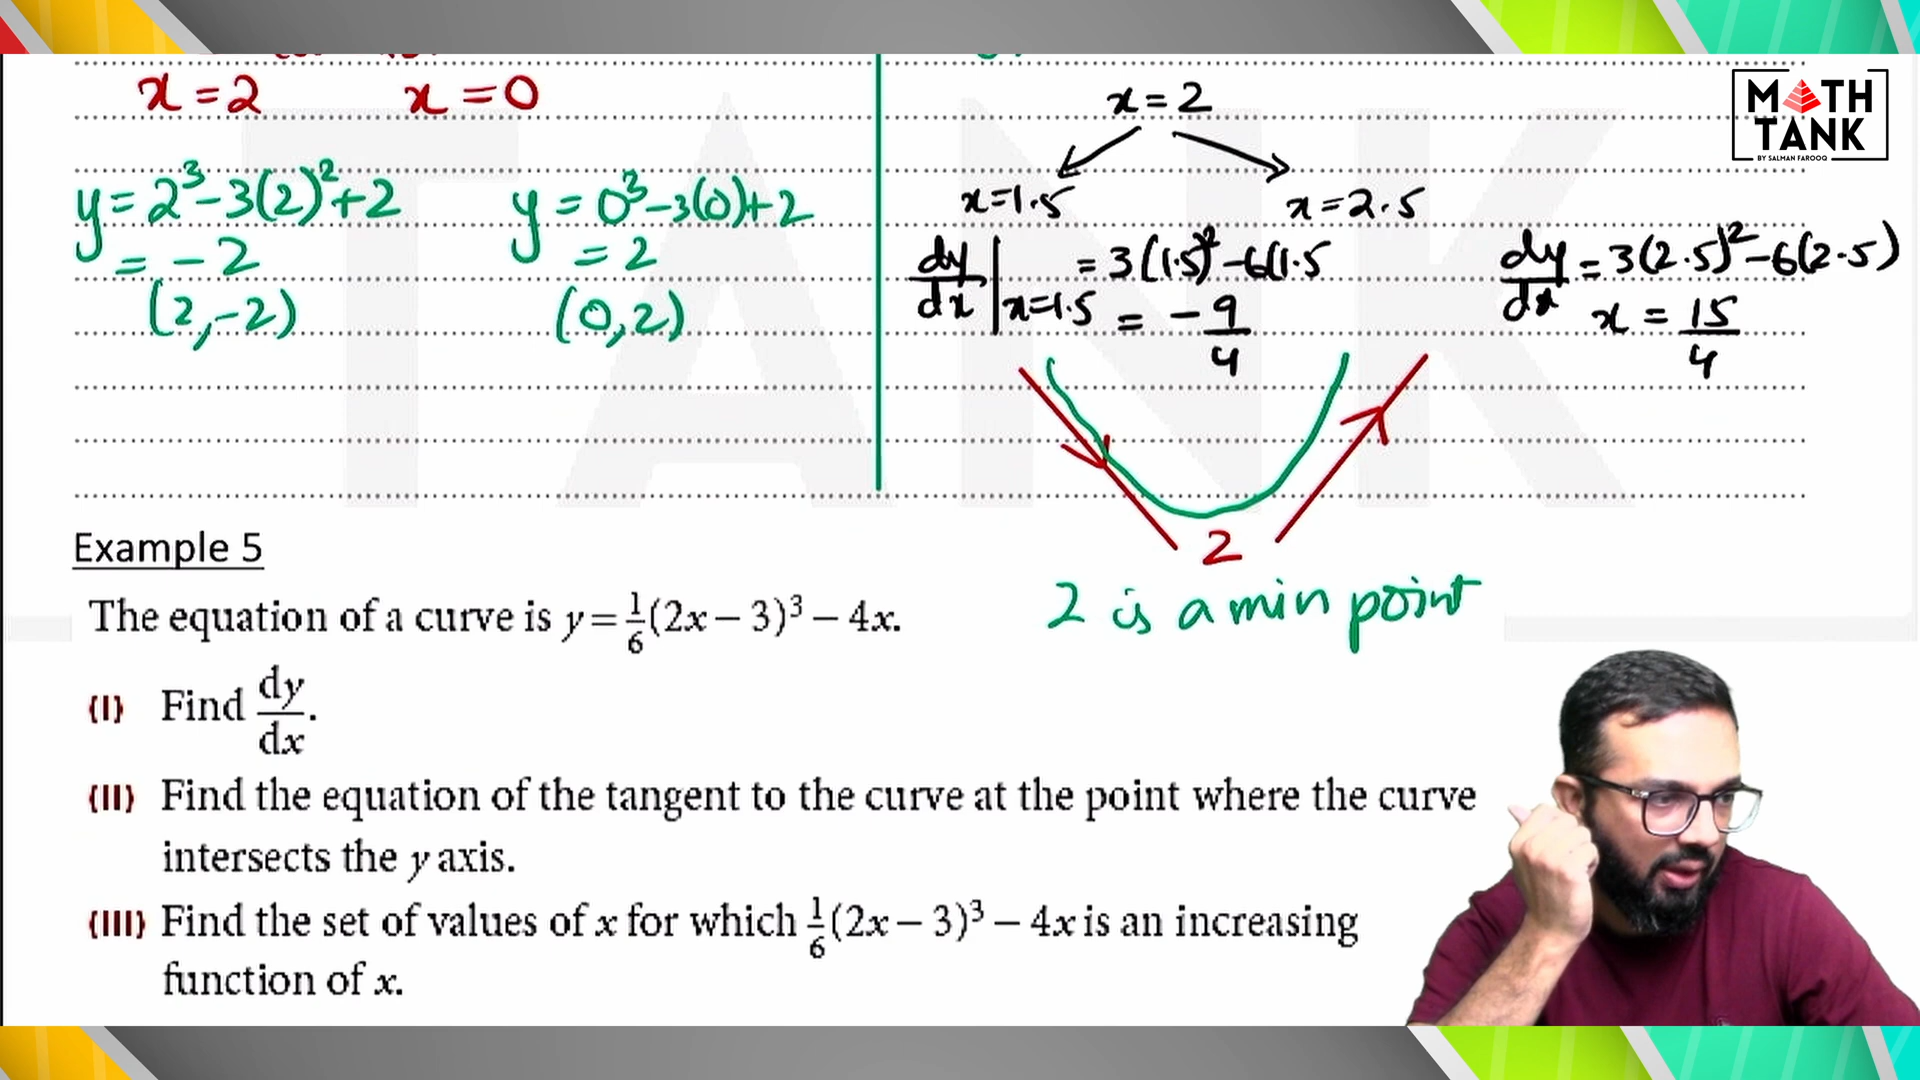 x = 2
x = 0
y = 2³ - 3(2)² + 2
= -2
(2, -2)
y = 0³ - 3(0) + 2
= 2
(0, 2)
x = 2
x = 1.5
x = 2.5
dy/dx | x=1.5 = 3(1.5)² - 6(1.5
= -9/4
dy/dx = 3(2.5)² - 6(2.5)
x = 15/4
2
2 is a min point
MATH
TANK
BY SALMAN FAROOQ
TANK
Example 5
The equation of a curve is y = 1/6(2x – 3)³ – 4x.
(I) Find dy/dx.
(II) Find the equation of the tangent to the curve at the point where the curve
intersects the y axis.
(III) Find the set of values of x for which 1/6(2x – 3)³ – 4x is an increasing
function of x.